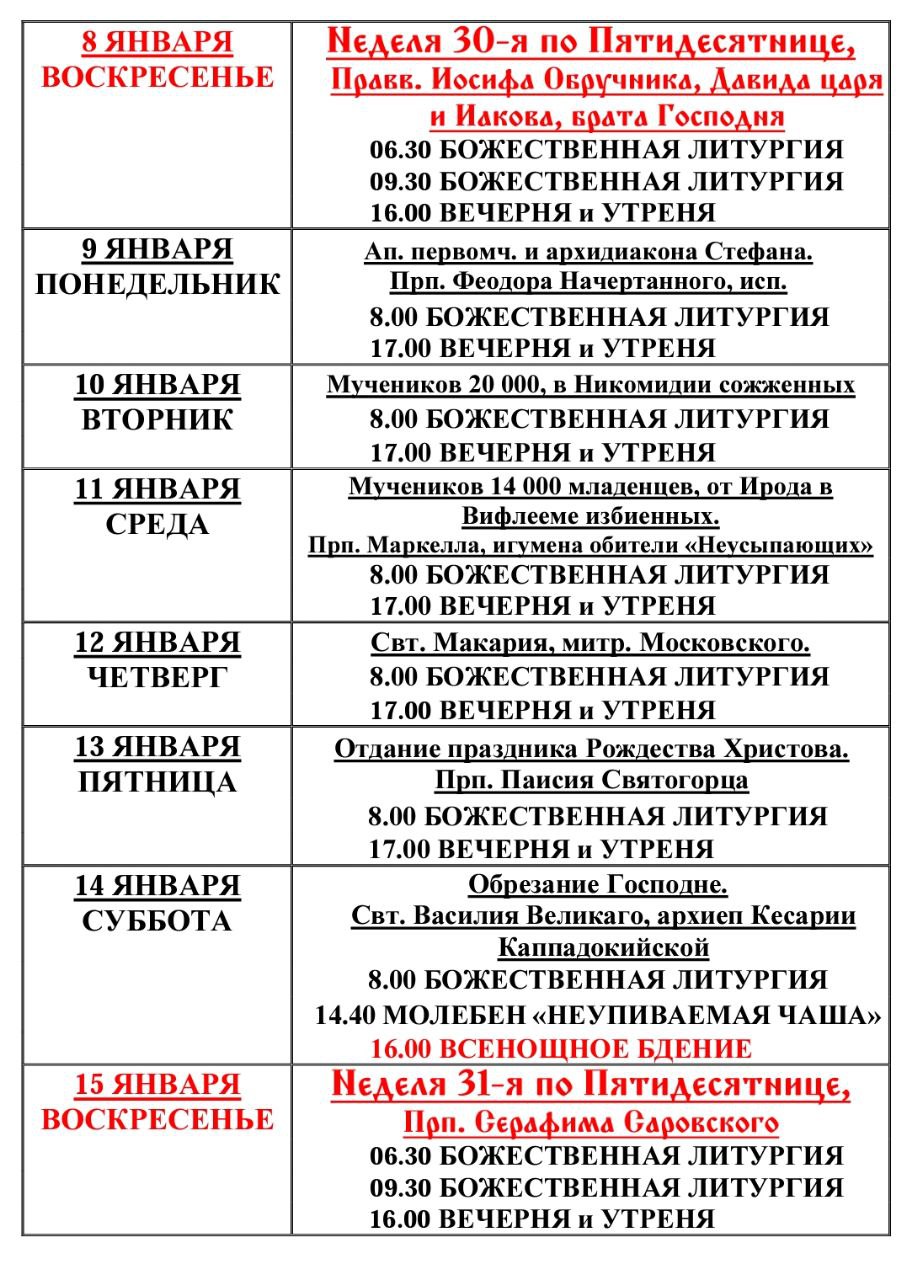 8 ЯНВАРЯ
ВОСКРЕСЕНЬЕ
Неделя 30-я по Пятидесятнице,
Правв. Иосифа Обручника, Давида царя
и Иакова, брата Господня
06.30 БОЖЕСТВЕННАЯ ЛИТУРГИЯ
09.30 БОЖЕСТВЕННАЯ ЛИТУРГИЯ
16.00 ВЕЧЕРНЯ и УТРЕНЯ
9 ЯНВАРЯ
ПОНЕДЕЛЬНИК
Ап. первомч. и архидиакона Стефана.
Прп. Феодора Начертанного, исп.
8.00 БОЖЕСТВЕННАЯ ЛИТУРГИЯ
17.00 ВЕЧЕРНЯ и УТРЕНЯ
10 ЯНВАРЯ
ВТОРНИК
Мучеников 20 000, в Никомидии сожженных
8.00 БОЖЕСТВЕННАЯ ЛИТУРГИЯ
17.00 ВЕЧЕРНЯ и УТРЕНЯ
11 ЯНВАРЯ
СРЕДА
Мучеников 14 000 младенцев, от Ирода в
Вифлееме избиенных.
Прп. Маркелла, игумена обители «Неусыпающих»
8.00 БОЖЕСТВЕННАЯ ЛИТУРГИЯ
17.00 ВЕЧЕРНЯ и УТРЕНЯ
12 ЯНВАРЯ
ЧЕТВЕРГ
Свт. Макария, митр. Московского.
8.00 БОЖЕСТВЕННАЯ ЛИТУРГИЯ
17.00 ВЕЧЕРНЯ и УТРЕНЯ
13 ЯНВАРЯ
ПЯТНИЦА
Отдание праздника Рождества Христова.
Прп. Паисия Святогорца
8.00 БОЖЕСТВЕННАЯ ЛИТУРГИЯ
17.00 ВЕЧЕРНЯ и УТРЕНЯ
14 ЯНВАРЯ
СУББОТА
Обрезание Господне.
Свт. Василия Великаго, архиеп Кесарии
Каппадокийской
8.00 БОЖЕСТВЕННАЯ ЛИТУРГИЯ
14.40 МОЛЕБЕН «НЕУПИВАЕМАЯ ЧАША»
16.00 ВСЕНОЩНОЕ БДЕНИЕ
15 ЯНВАРЯ
ВОСКРЕСЕНЬЕ
Неделя 31-я по Пятидесятнице,
Прп. Серафима Саровского
06.30 БОЖЕСТВЕННАЯ ЛИТУРГИЯ
09.30 БОЖЕСТВЕННАЯ ЛИТУРГИЯ
16.00 ВЕЧЕРНЯ и УТРЕНЯ